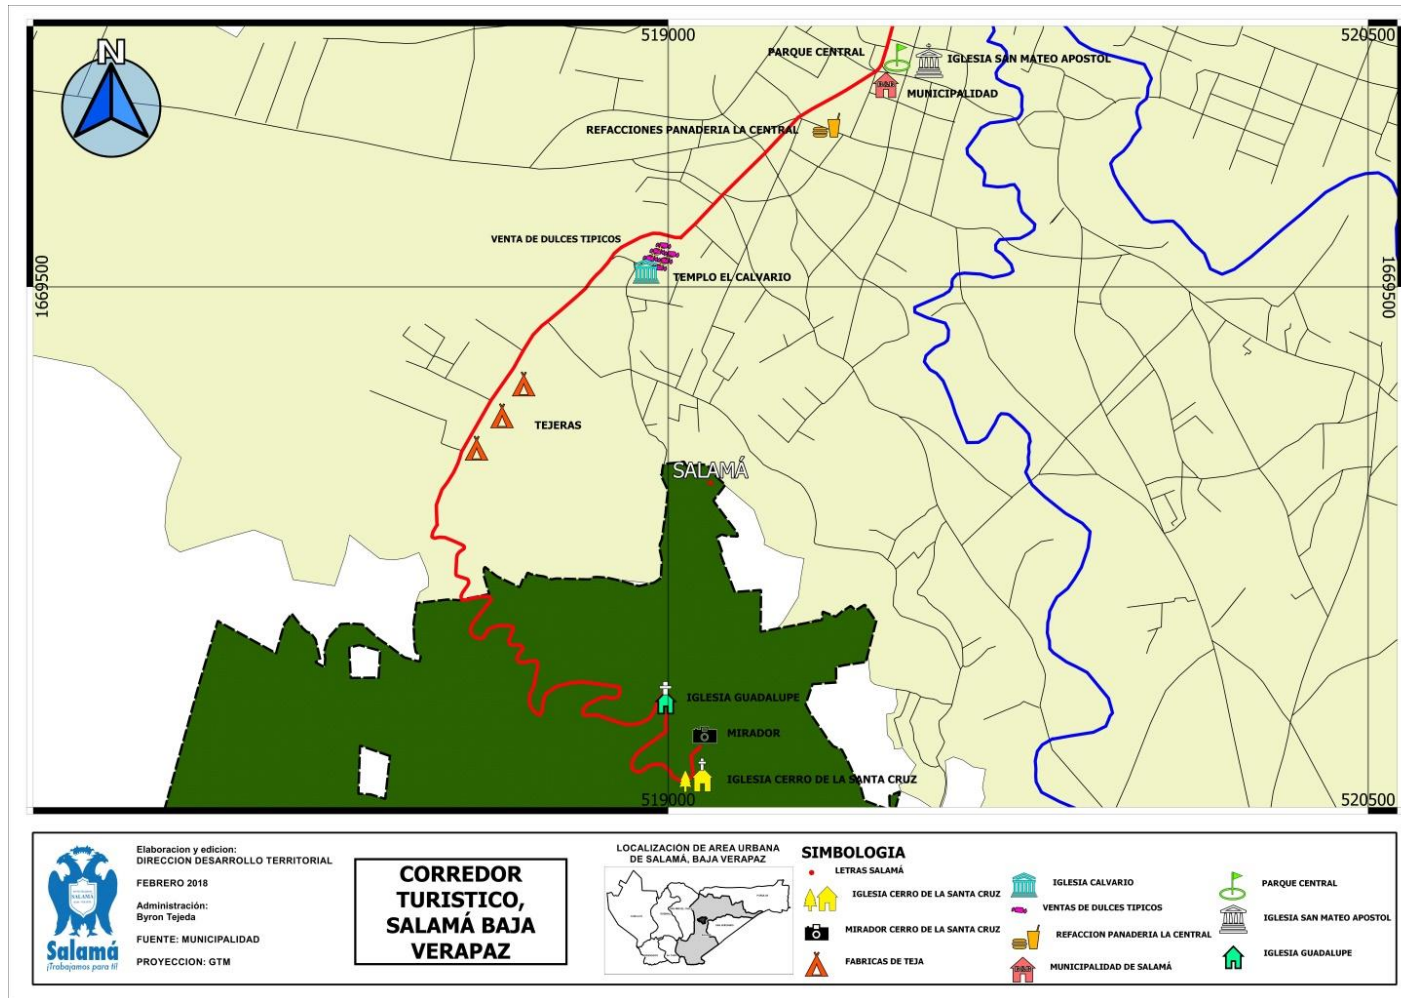 N
519000
520500
PARQUE CENTRAL
IGLESIA SAN MATEO APOSTOL
MUNICIPALIDAD
REFACCIONES PANADERIA LA CENTRAL
VENTA DE DULCES TIPICOS
TEMPLO EL CALVARIO
1669500
1669500
TEJERAS
SALAMÁ
IGLESIA GUADALUPE
MIRADOR
IGLESIA CERRO DE LA SANTA CRUZ
519000
520500
Salamá
¡Trabajamos para ti!
Elaboracion y edicion:
DIRECCION DESARROLLO TERRITORIAL
FEBRERO 2018
Administración:
Byron Tejeda
FUENTE: MUNICIPALIDAD
PROYECCION: GTM
CORREDOR
TURISTICO,
SALAMÁ BAJA
VERAPAZ
LOCALIZACIÓN DE AREA URBANA
DE SALAMÁ, BAJA VERAPAZ
SIMBOLOGIA
LETRAS SALAMÁ
IGLESIA CERRO DE LA SANTA CRUZ
MIRADOR CERRO DE LA SANTA CRUZ
FABRICAS DE TEJA
IGLESIA CALVARIO
VENTAS DE DULCES TIPICOS
REFACCION PANADERIA LA CENTRAL
MUNICIPALIDAD DE SALAMÁ
PARQUE CENTRAL
IGLESIA SAN MATEO APOSTOL
IGLESIA GUADALUPE